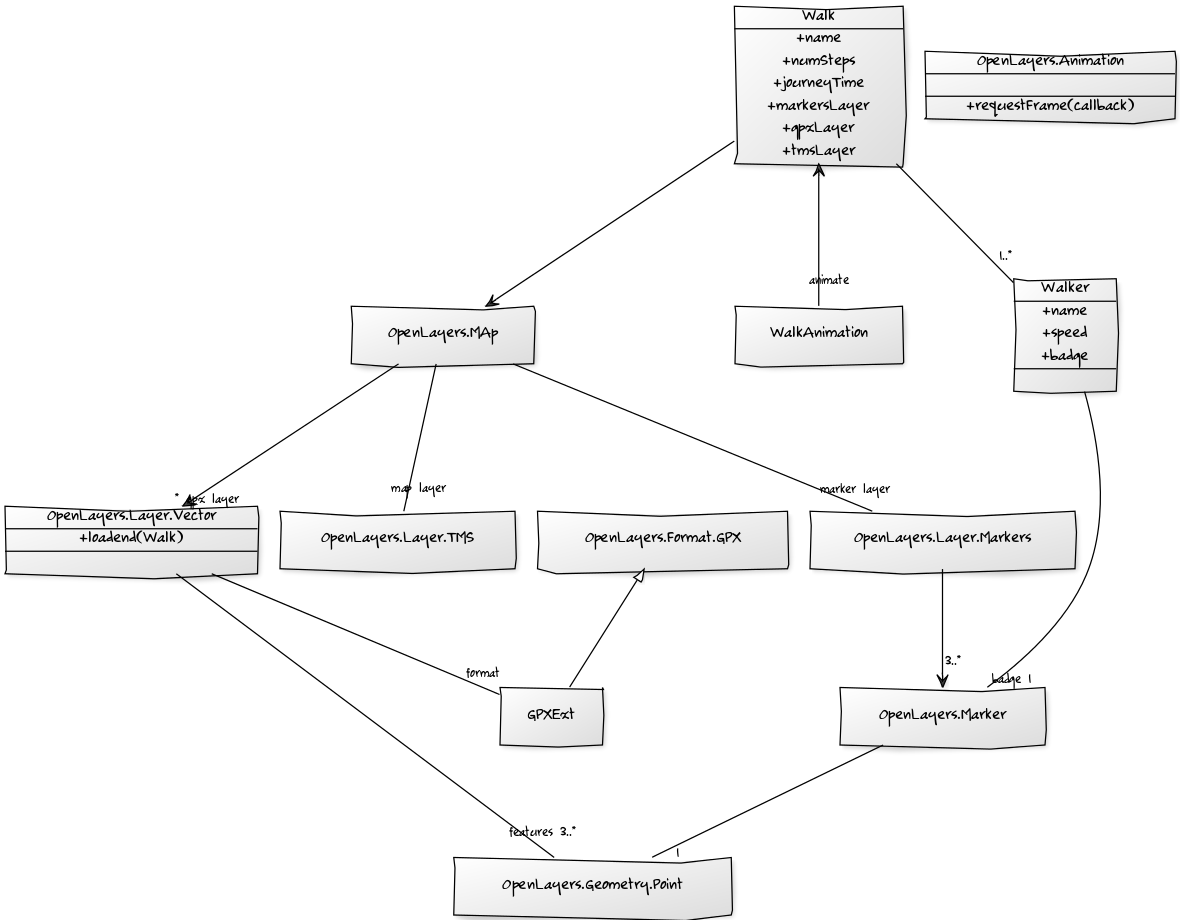 Walk
+name
+numSteps
+journeyTime
+markersLayer
+gpxLayer
+tmsLayer
OpenLayers.Animation
+requestFrame(callback)
1..*
animate
Walker
+name
+speed
+badge
OpenLayers.MAp
WalkAnimation
* gpx layer
map layer
marker layer
OpenLayers.Layer.Vector
+loadend(Walk)
OpenLayers.Layer.TMS
OpenLayers.Format.GPX
OpenLayers.Layer.Markers
3..*
format
badge 1
GPXExt
OpenLayers.Marker
features 3..*
1
OpenLayers.Geometry.Point